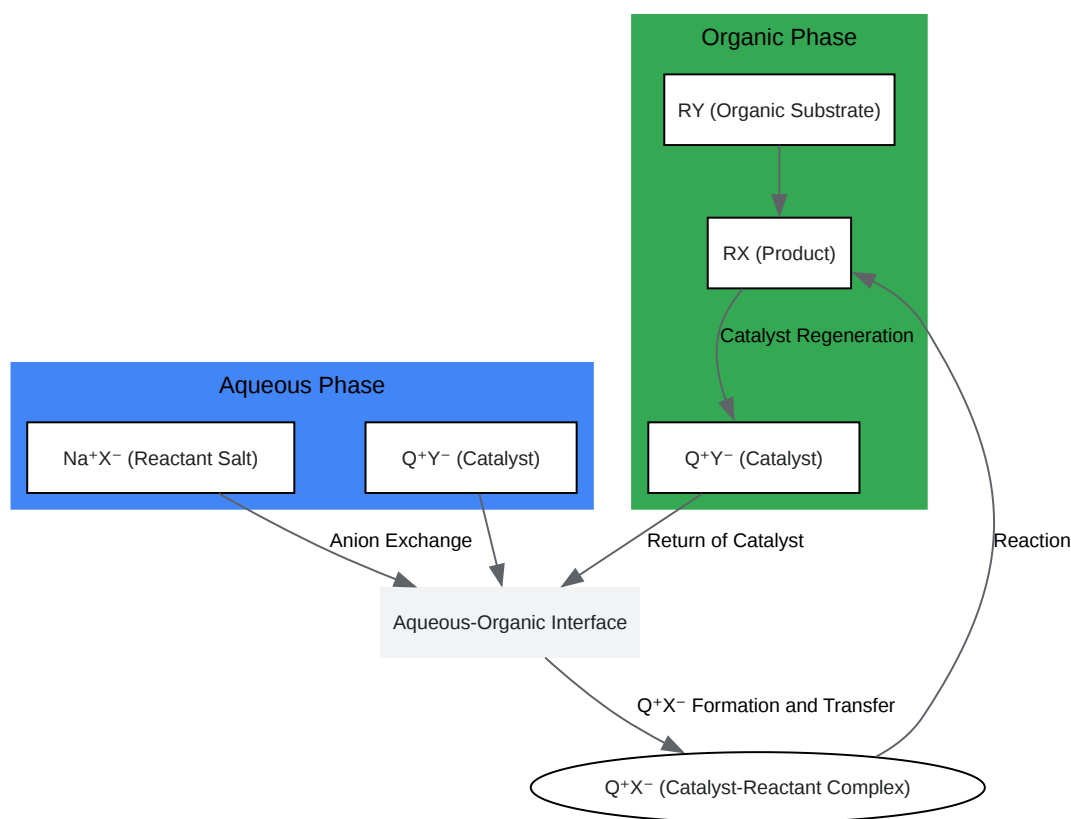 Organic Phase
RY (Organic Substrate)
RX (Product)
Catalyst Regeneration
Aqueous Phase
Na⁺X⁻ (Reactant Salt)
Q⁺Y⁻ (Catalyst)
Q⁺Y⁻ (Catalyst)
Anion Exchange
Return of Catalyst
Reaction
Aqueous-Organic Interface
Q⁺X⁻ Formation and Transfer
Q⁺X⁻ (Catalyst-Reactant Complex)